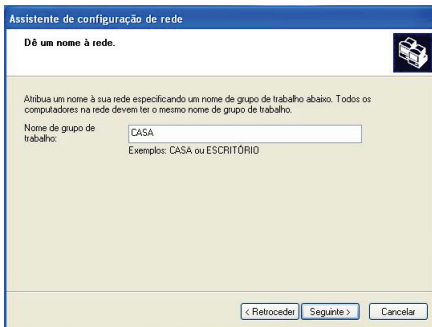 Assistente de configuração de rede
Dê um nome à rede.
Atribua um nome à sua rede especificando um nome de grupo de trabalho abaixo. Todos os
computadores na rede devem ter o mesmo nome de grupo de trabalho.
Nome de grupo de
trabalho:
CASA
Exemplos: CASA ou ESCRITÓRIO
< Retroceder
Seguinte >
Cancelar